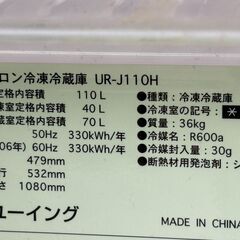 ロン冷凍冷蔵庫 UR-J110H
定格内容積 110L
凍室定格内容積 40L
蔵室定格内容積 70L
50Hz 330kWh/年
06年) 60Hz 330kWh/年
479mm
行) 532mm
さ 1080mm
●種類:冷凍冷蔵庫
●冷凍室の記号:
●質量:36kg
●冷媒名:R600a
●冷媒封入量:30g
●断熱材用発泡剤:シ
ユーイング
MADE IN CHINA